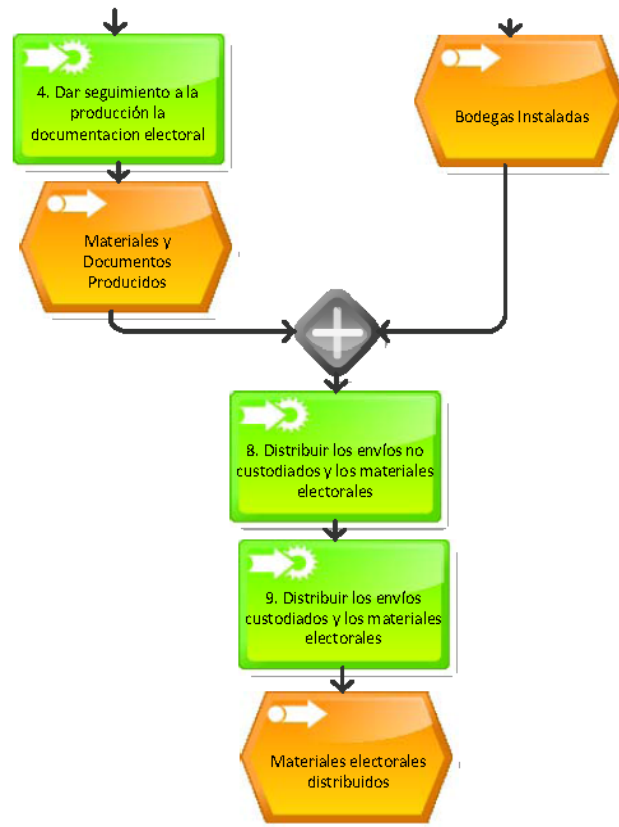 4. Dar seguimiento a la
producción la
documentacion electoral
Bodegas Instaladas
Materiales y
Documentos
Producidos
8. Distribuir los envíos no
custodiados y los materiales
electorales
9. Distribuir los envíos
custodiados y los materiales
electorales
Materiales electorales
distribuidos